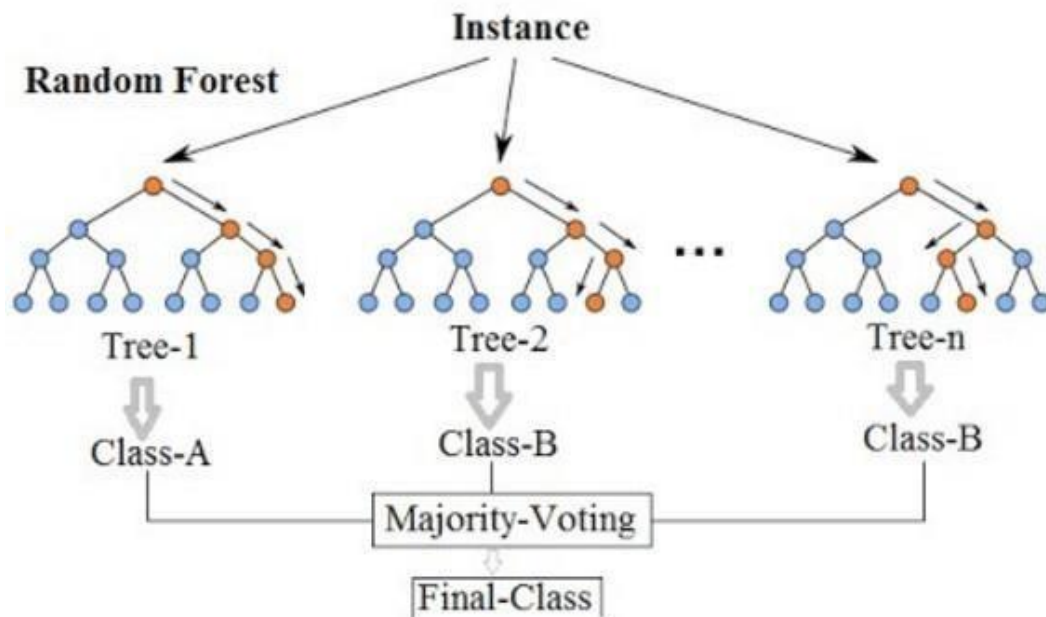 Instance
Random Forest
...
Tree-1
Tree-2
Tree-n
Class-A
Class-B
Class-B
Majority-Voting
Final-Class